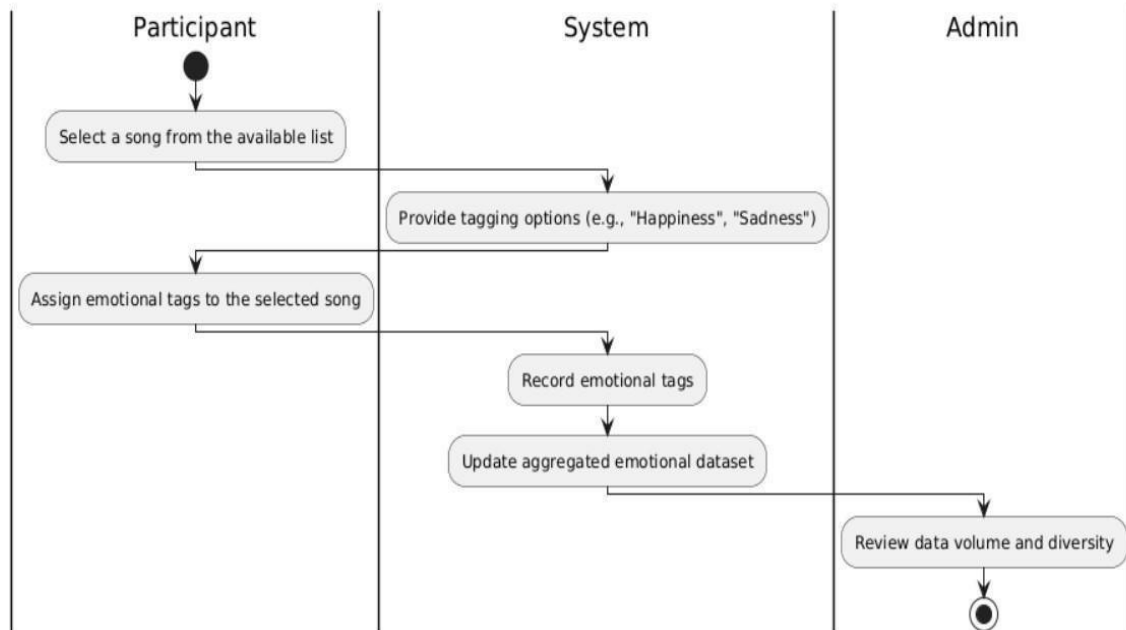 Participant
System
Admin
Select a song from the available list
Provide tagging options (e.g., "Happiness", "Sadness")
Assign emotional tags to the selected song
Record emotional tags
Update aggregated emotional dataset
Review data volume and diversity